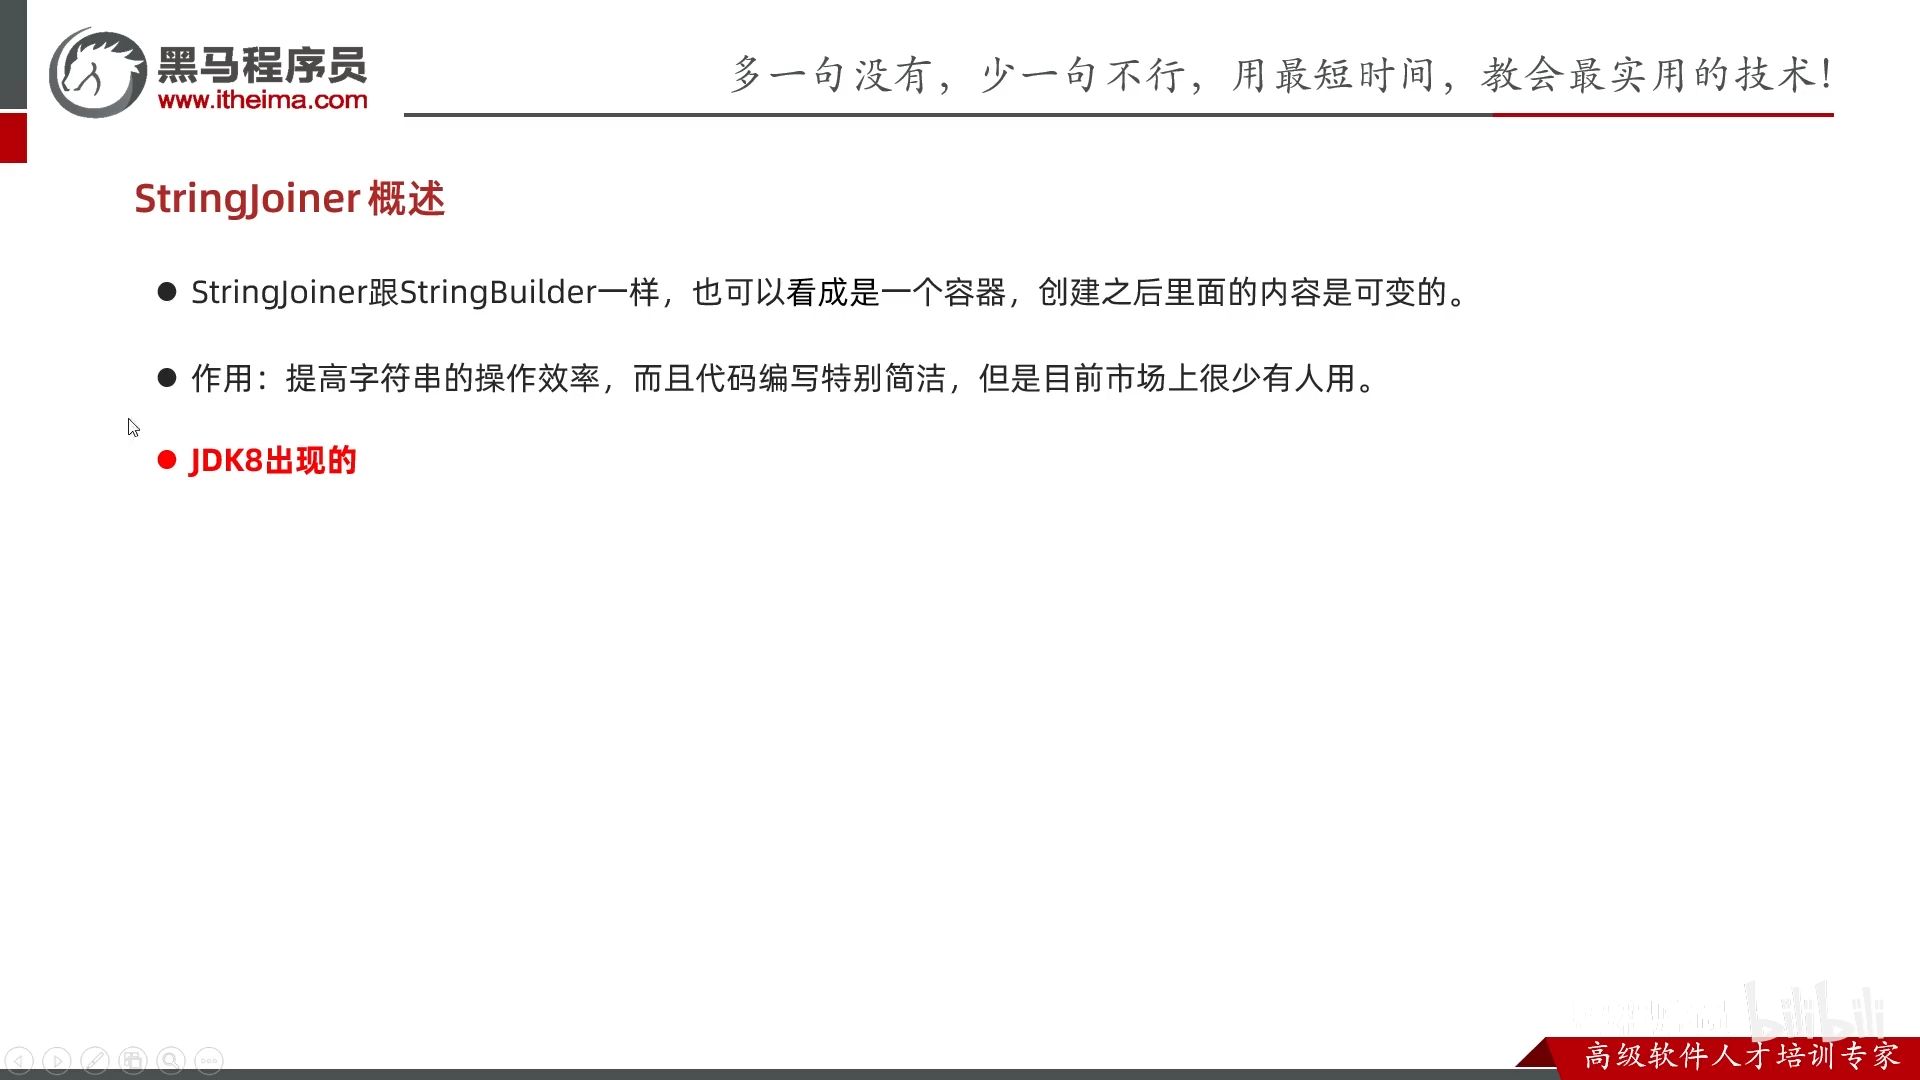 黑马程序员
www.itheima.com
多一句没有，少一句不行，用最短时间，教会最实用的技术！
StringJoiner 概述
● StringJoiner跟StringBuilder一样，也可以看成是一个容器，创建之后里面的内容是可变的。
● 作用：提高字符串的操作效率，而且代码编写特别简洁，但是目前市场上很少有人用。
● JDK8出现的
bilibili
高级软件人才培训专家